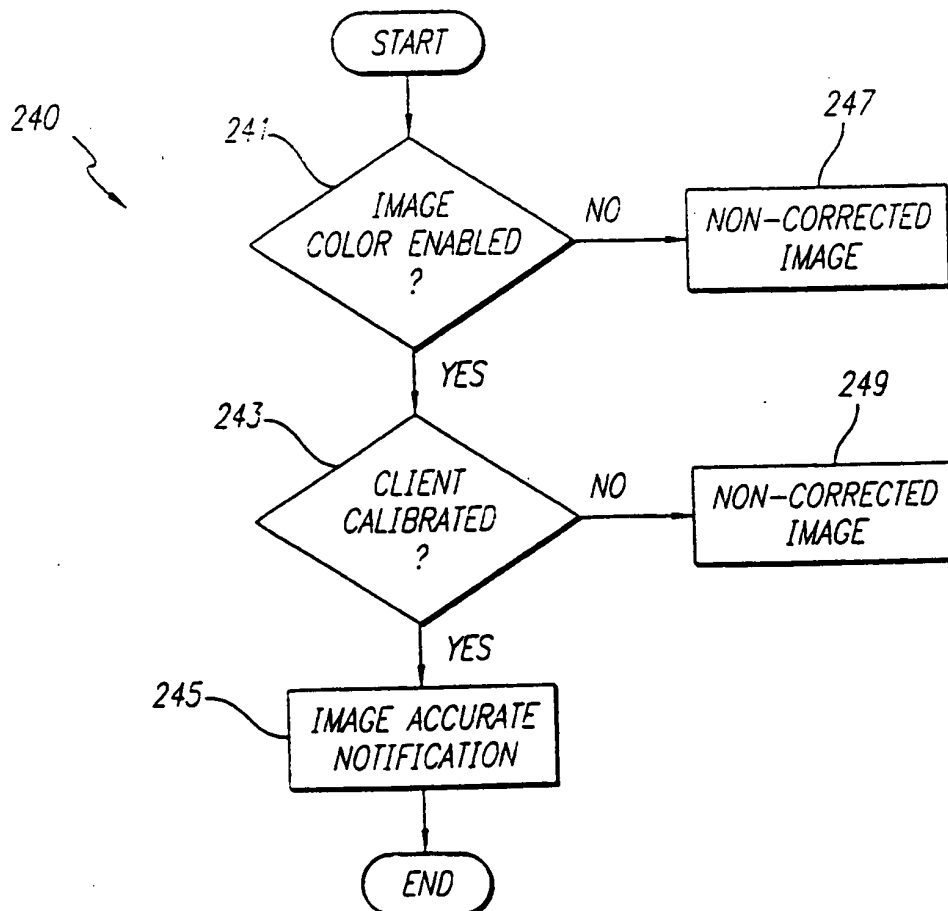 START
240
241
247
IMAGE
COLOR ENABLED
?
NO
NON-CORRECTED
IMAGE
YES
243
249
CLIENT
CALIBRATED
?
NO
NON-CORRECTED
IMAGE
YES
245
IMAGE ACCURATE
NOTIFICATION
END